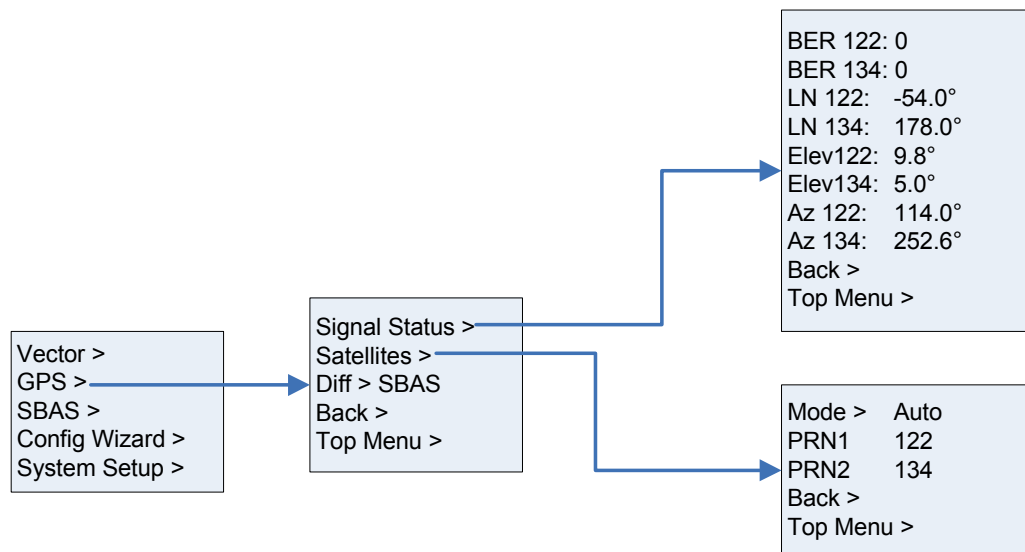 Vector >
GPS >
SBAS >
Config Wizard >
System Setup >
Signal Status >
Satellites >
Diff > SBAS
Back >
Top Menu >
BER 122: 0
BER 134: 0
LN 122: -54.0°
LN 134: 178.0°
Elev122: 9.8°
Elev134: 5.0°
Az 122: 114.0°
Az 134: 252.6°
Back >
Top Menu >
Mode > Auto
PRN1 122
PRN2 134
Back >
Top Menu >